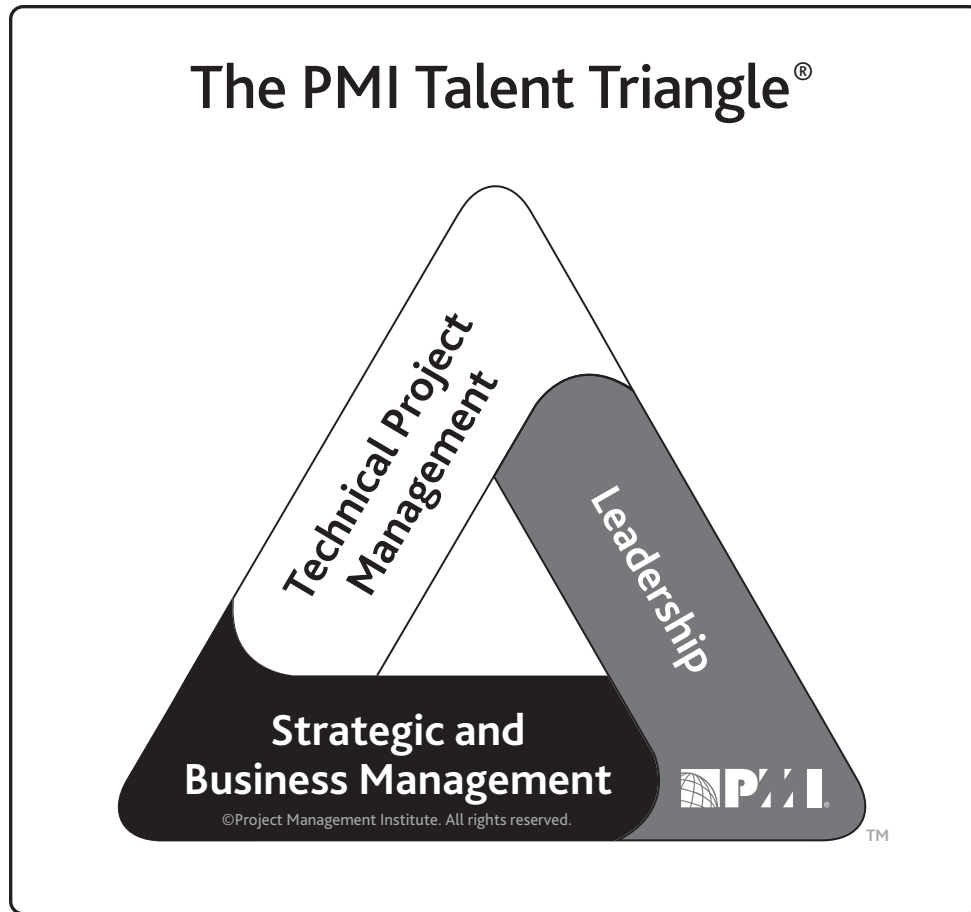 The PMI Talent Triangle®
Technical Project
Management
Leadership
Strategic and
Business Management
©Project Management Institute. All rights reserved.
PMI®
TM